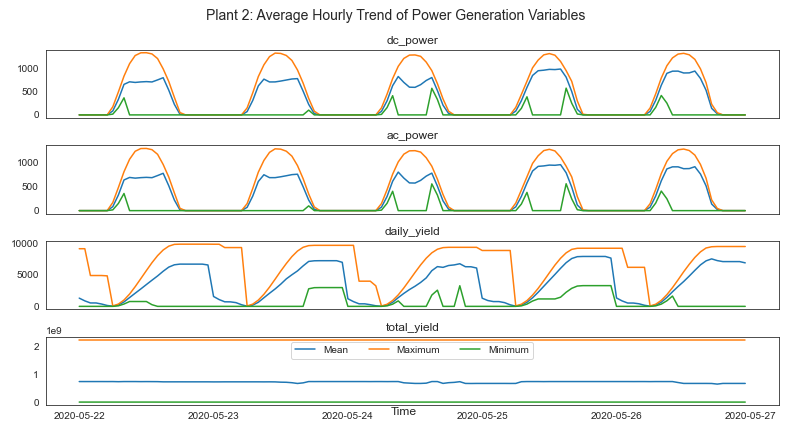 Plant 2: Average Hourly Trend of Power Generation Variables
dc_power
1000
500
0
ac_power
1000
500
0
daily_yield
10000
5000
0
total_yield
1e9
2
1
0
Mean Maximum Minimum
2020-05-22 2020-05-23 2020-05-24 2020-05-25 2020-05-26 2020-05-27
Time